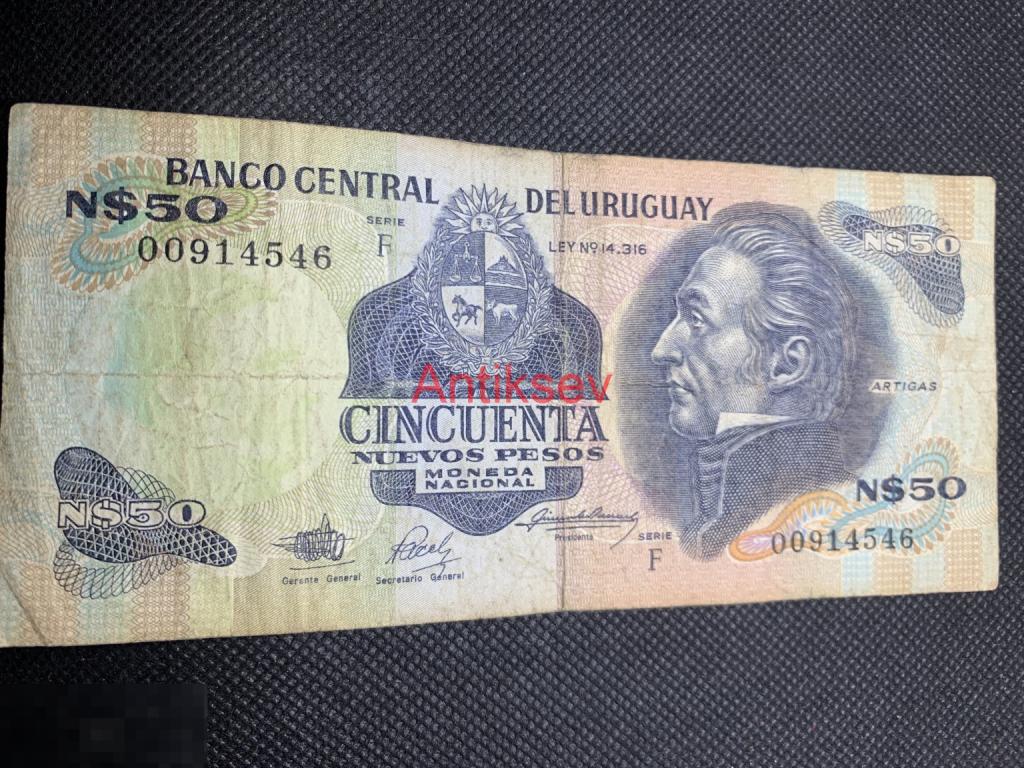 BANCO CENTRAL DEL URUGUAY
N$50
SERIE F
00914546
LEY Nº 14.316
N$50
Antiksev
ARTIGAS
CINCUENTA
NUEVOS PESOS
MONEDA
NACIONAL
N$50
N$50
Gerente General
Secretario General
Presidente
SERIE F
00914546